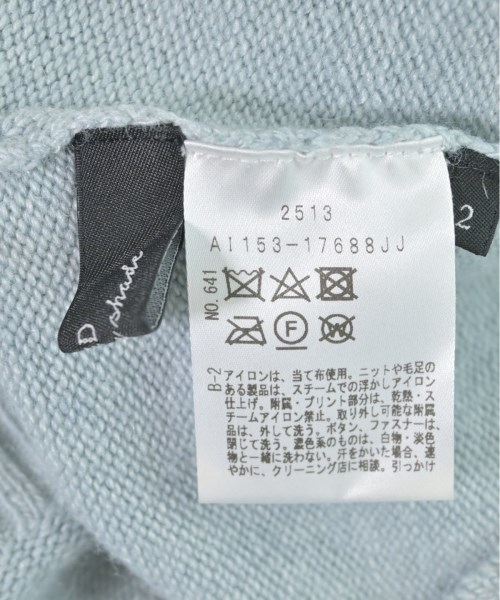 2513
AI153-17688JJ
NO.641
F
W
B-2
アイロンは、当て布使用。ニットや毛足の
ある製品は、スチームでの浮かしアイロン
仕上げ。附属・プリント部分は、乾熱・ス
チームアイロン禁止。取り外し可能な附属
品は、外して洗う。ボタン、ファスナーは、
閉じて洗う。濃色系のものは、白物・淡色
物と一緒に洗わない。汗をかいた場合、速
やかに、クリーニング店に相談。引っかけ
D
shade
2